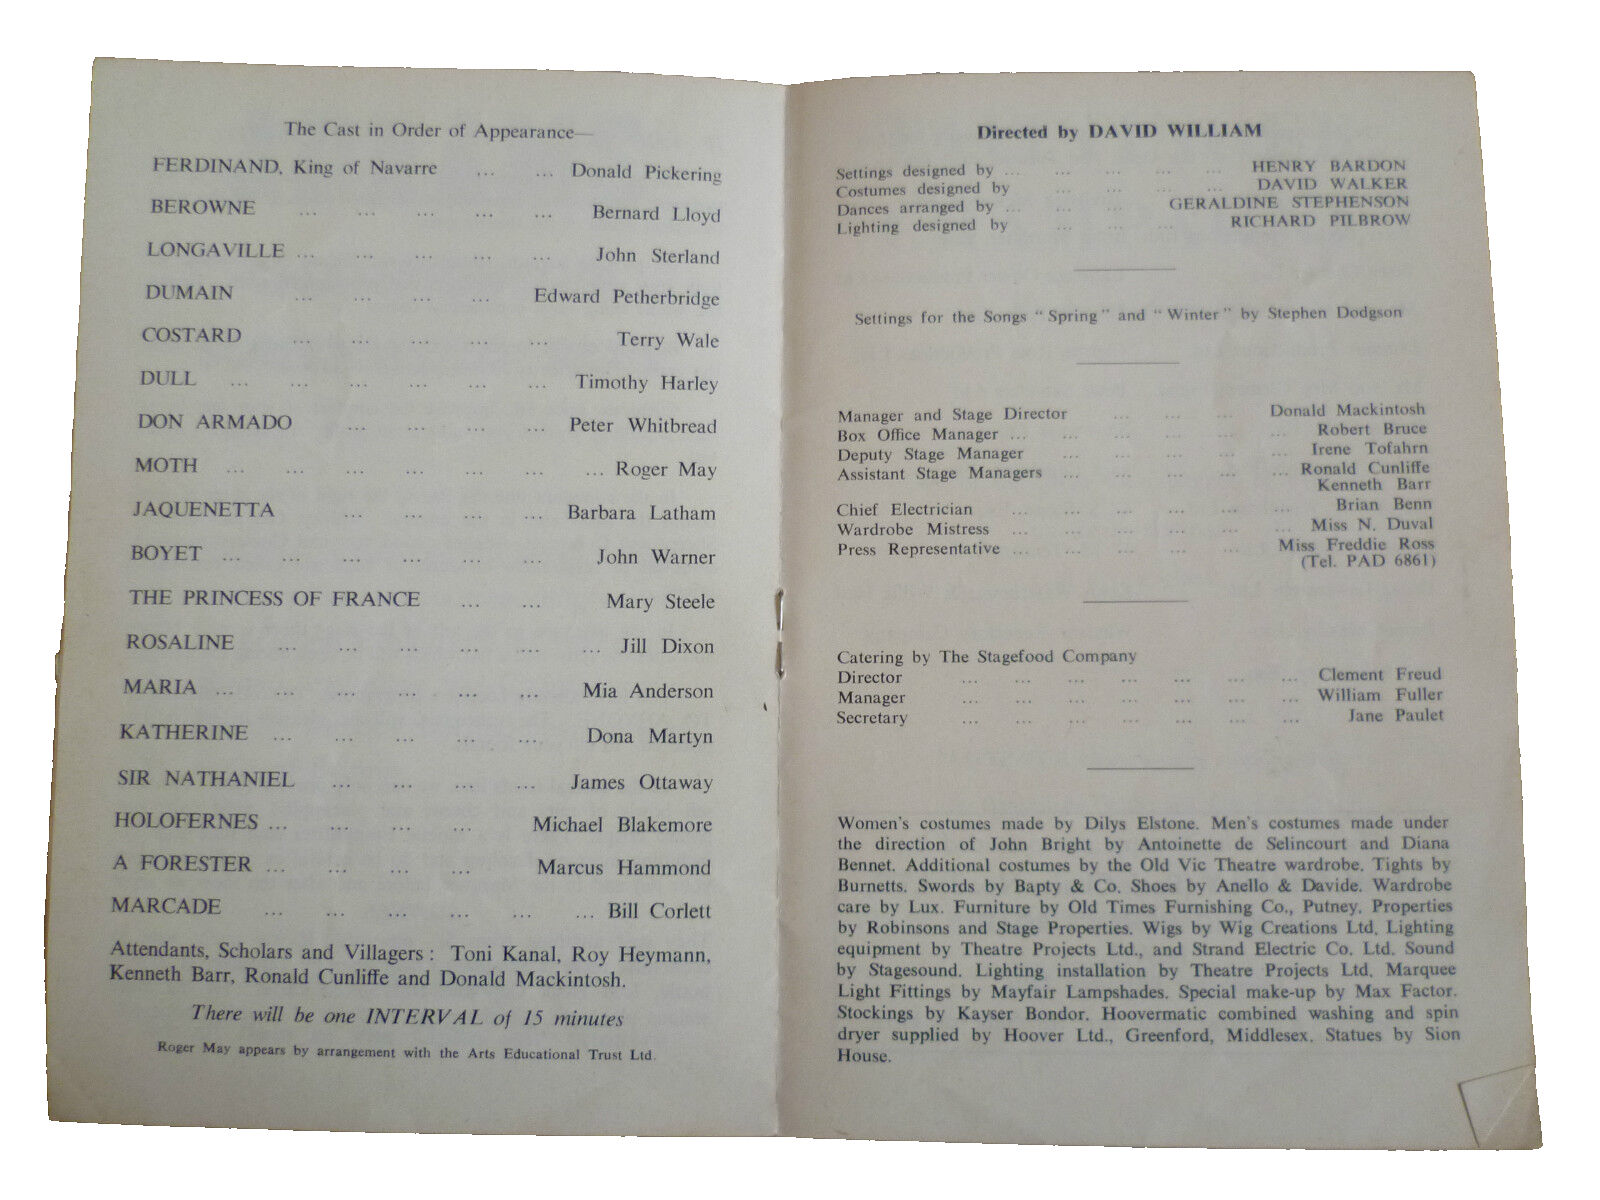 The Cast in Order of Appearance—
FERDINAND, King of Navarre ... ... Donald Pickering
BEROWNE ... ... ... ... ... Bernard Lloyd
LONGAVILLE ... ... ... ... ... John Sterland
DUMAIN ... ... ... ... Edward Petherbridge
COSTARD ... ... ... ... ... Terry Wale
DULL ... ... ... ... ... ... Timothy Harley
DON ARMADO ... ... ... ... Peter Whitbread
MOTH ... ... ... ... ... ... ... Roger May
JAQUENETTA ... ... ... ... Barbara Latham
BOYET ... ... ... ... ... ... John Warner
THE PRINCESS OF FRANCE ... ... Mary Steele
ROSALINE ... ... ... ... ... ... Jill Dixon
MARIA ... ... ... ... ... ... Mia Anderson
KATHERINE ... ... ... ... ... Dona Martyn
SIR NATHANIEL ... ... ... ... James Ottaway
HOLOFERNES ... ... ... ... Michael Blakemore
A FORESTER ... ... ... ... Marcus Hammond
MARCADE ... ... ... ... ... ... Bill Corlett
Attendants, Scholars and Villagers : Toni Kanal, Roy Heymann,
Kenneth Barr, Ronald Cunliffe and Donald Mackintosh.
There will be one INTERVAL of 15 minutes
Roger May appears by arrangement with the Arts Educational Trust Ltd.
Directed by DAVID WILLIAM
Settings designed by ... ... ... ... ... HENRY BARDON
Costumes designed by ... ... ... ... DAVID WALKER
Dances arranged by ... ... ... GERALDINE STEPHENSON
Lighting designed by ... ... ... RICHARD PILBROW
Settings for the Songs “Spring” and “Winter” by Stephen Dodgson
Manager and Stage Director ... ... ... Donald Mackintosh
Box Office Manager ... ... ... ... ... ... Robert Bruce
Deputy Stage Manager ... ... ... ... ... Irene Tofahrn
Assistant Stage Managers ... ... ... ... ... Ronald Cunliffe
Kenneth Barr
Chief Electrician ... ... ... ... ... ... Brian Benn
Wardrobe Mistress ... ... ... ... ... ... Miss N. Duval
Press Representative ... ... ... ... ... Miss Freddie Ross
(Tel. PAD 6861)
Catering by The Stagefood Company
Director ... ... ... ... ... ... ... Clement Freud
Manager ... ... ... ... ... ... ... William Fuller
Secretary ... ... ... ... ... ... ... Jane Paulet
Women's costumes made by Dilys Elstone. Men's costumes made under
the direction of John Bright by Antoinette de Selincourt and Diana
Bennet. Additional costumes by the Old Vic Theatre wardrobe. Tights by
Burnetts. Swords by Bapty & Co. Shoes by Anello & Davide. Wardrobe
care by Lux. Furniture by Old Times Furnishing Co., Putney. Properties
by Robinsons and Stage Properties. Wigs by Wig Creations Ltd. Lighting
equipment by Theatre Projects Ltd., and Strand Electric Co. Ltd. Sound
by Stagesound. Lighting installation by Theatre Projects Ltd. Marquee
Light Fittings by Mayfair Lampshades. Special make-up by Max Factor.
Stockings by Kayser Bondor. Hoovermatic combined washing and spin
dryer supplied by Hoover Ltd., Greenford, Middlesex. Statues by Sion
House.